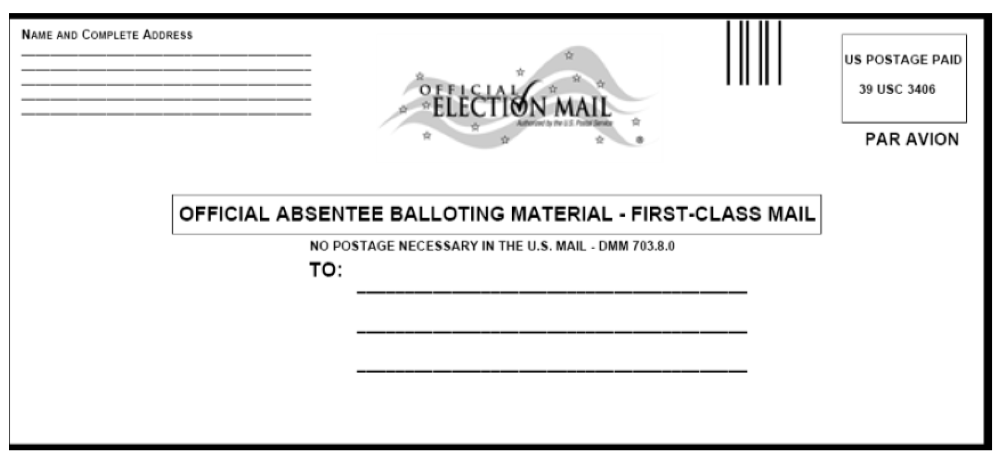 NAME AND COMPLETE ADDRESS
OFFICIAL
ELECTION MAIL
Authorized by the U.S. Postal Service
US POSTAGE PAID
39 USC 3406
PAR AVION
OFFICIAL ABSENTEE BALLOTING MATERIAL - FIRST-CLASS MAIL
NO POSTAGE NECESSARY IN THE U.S. MAIL - DMM 703.8.0
TO: